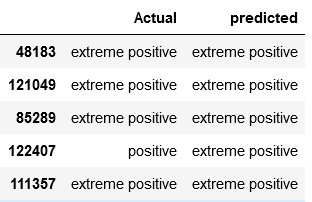 Actual predicted
48183 extreme positive extreme positive
121049 extreme positive extreme positive
85289 extreme positive extreme positive
122407 positive extreme positive
111357 extreme positive extreme positive